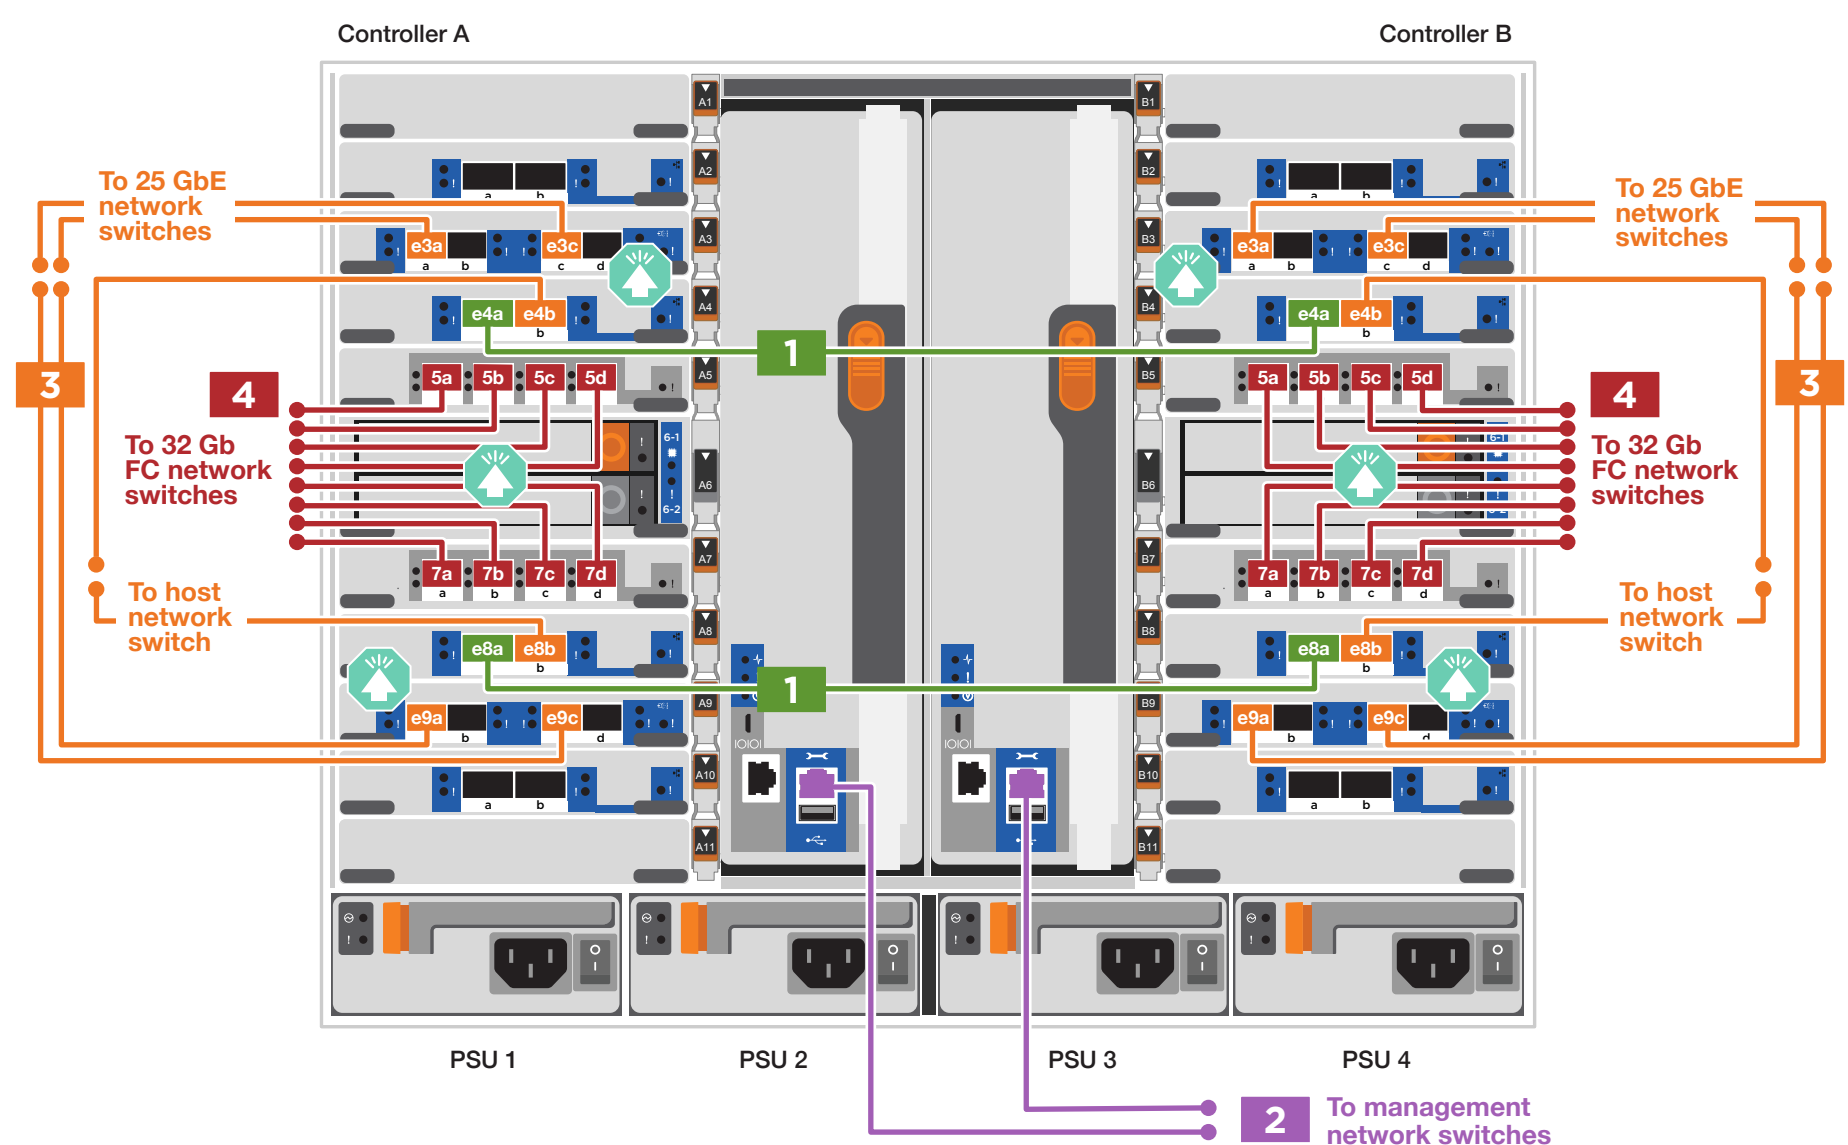 Controller A
Controller B
A1
B1
A2
B2
a b
a b
To 25 GbE
network
switches
To 25 GbE
network
switches
A3
B3
e3a e3c
a b c d
e3a e3c
a b c d
A4
B4
e4a e4b
b
e4a e4b
b
1
3
3
A5
B5
5a 5b 5c 5d
5a 5b 5c 5d
4
4
To 32 Gb
FC network
switches
To 32 Gb
FC network
switches
6-1
6-2
6-1
A6
B6
A7
B7
7a 7b 7c 7d
a b c d
7a 7b 7c 7d
a b c d
To host
network
switch
To host
network
switch
A8
B8
e8a e8b
b
e8a e8b
b
1
A9
B9
e9a e9c
b d
e9a e9c
b d
IOIOI
IOIOI
A10
B10
a b
a b
A11
B11
PSU 1
PSU 2
PSU 3
PSU 4
2
To management
network switches